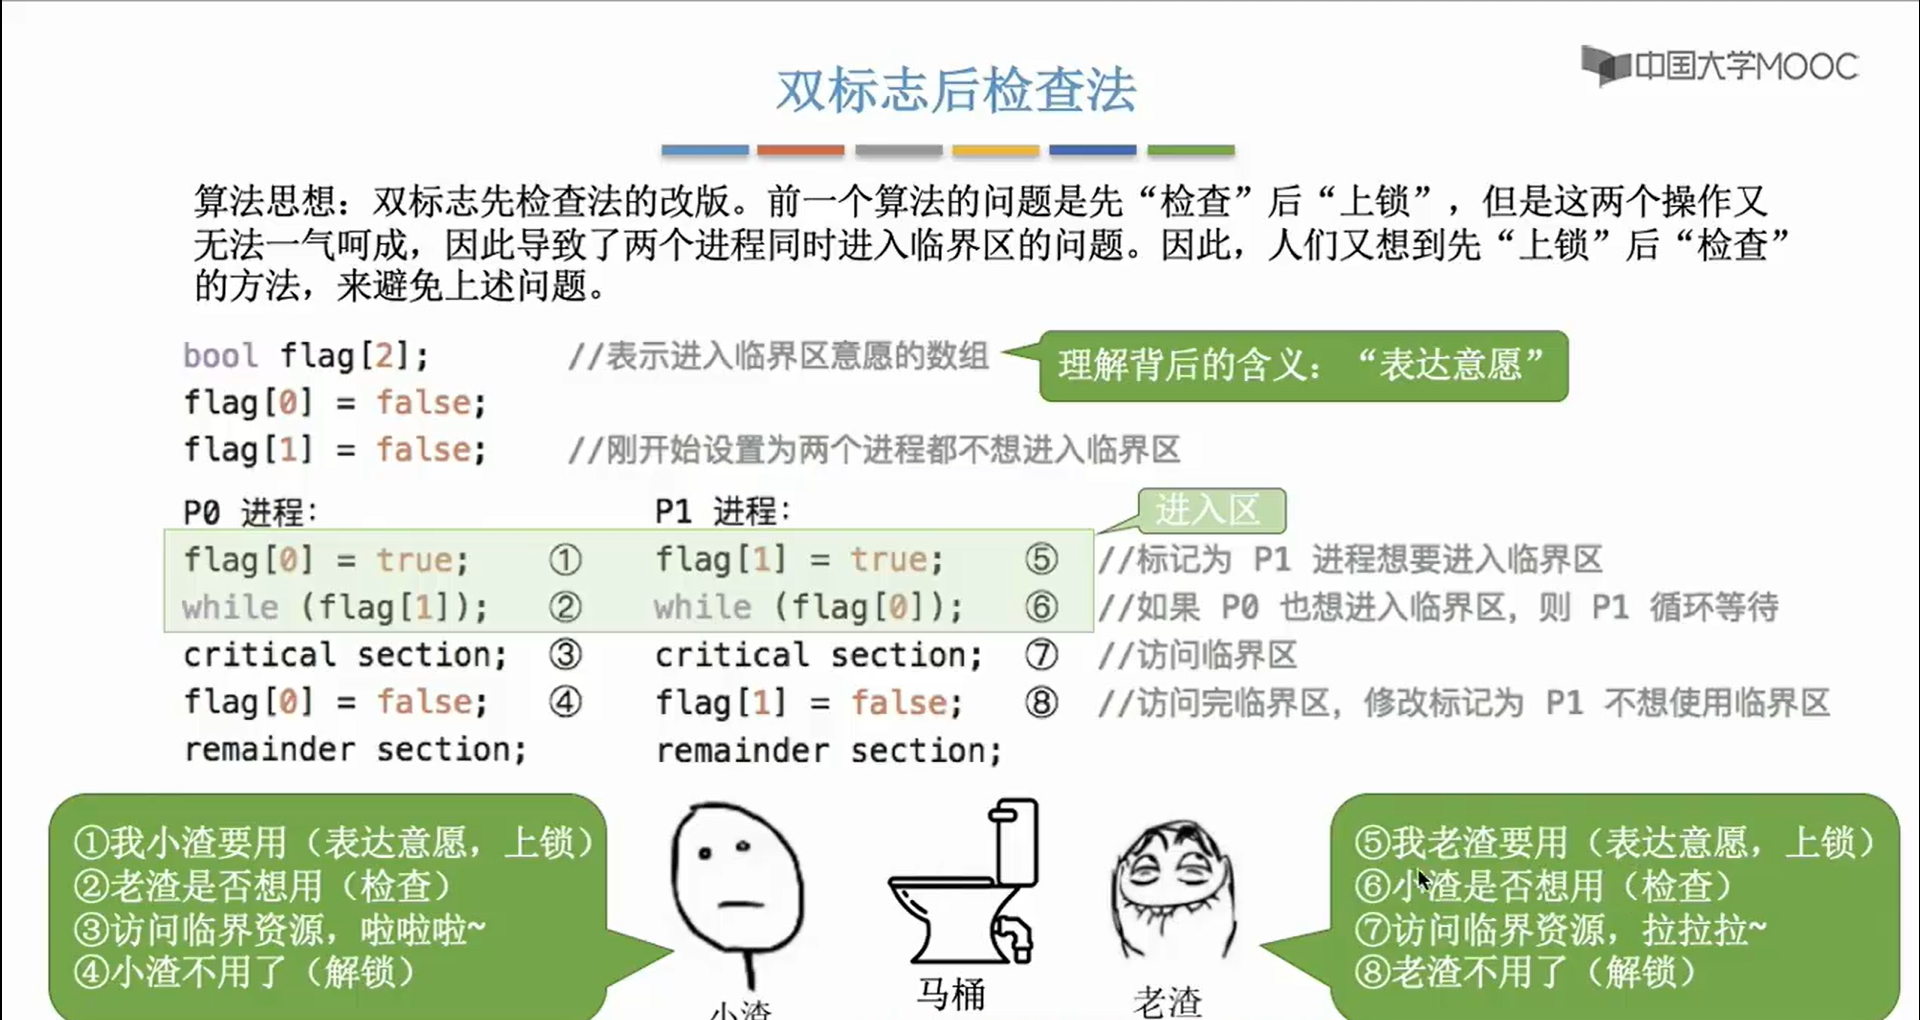 双标志后检查法
中国大学MOOC
算法思想：双标志先检查法的改版。前一个算法的问题是先“检查”后“上锁”，但是这两个操作又
无法一气呵成，因此导致了两个进程同时进入临界区的问题。因此，人们又想到先“上锁”后“检查”
的方法，来避免上述问题。
bool flag[2]; //表示进入临界区意愿的数组
理解背后的含义：“表达意愿”
flag[0] = false;
flag[1] = false; //刚开始设置为两个进程都不想进入临界区
P0 进程： P1 进程：
进入区
flag[0] = true; ① flag[1] = true; ⑤ //标记为 P1 进程想要进入临界区
while (flag[1]); ② while (flag[0]); ⑥ //如果 P0 也想进入临界区，则 P1 循环等待
critical section; ③ critical section; ⑦ //访问临界区
flag[0] = false; ④ flag[1] = false; ⑧ //访问完临界区，修改标记为 P1 不想使用临界区
remainder section; remainder section;
①我小渣要用（表达意愿，上锁）
②老渣是否想用（检查）
③访问临界资源，啦啦啦~
④小渣不用了（解锁）
小渣
马桶
老渣
⑤我老渣要用（表达意愿，上锁）
⑥小渣是否想用（检查）
⑦访问临界资源，拉拉拉~
⑧老渣不用了（解锁）